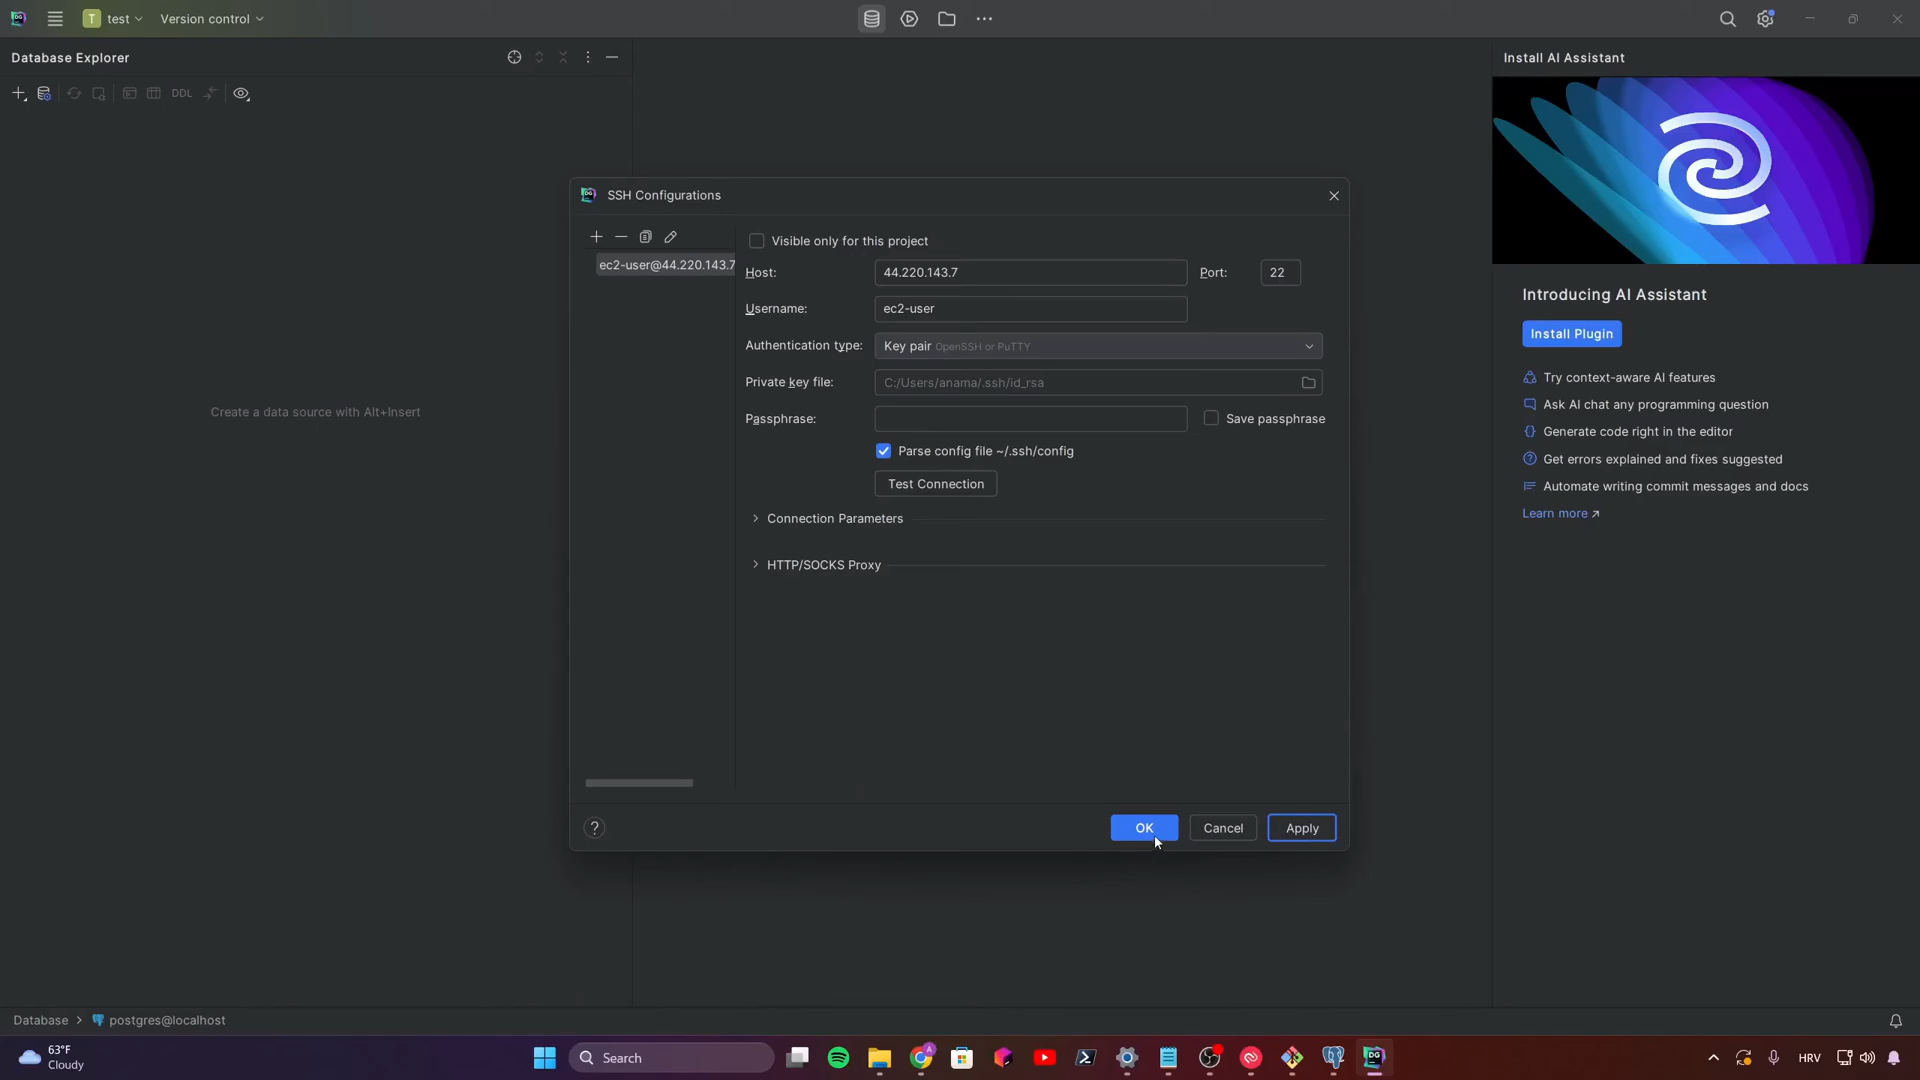 T test Version control
Database Explorer
DDL
Create a data source with Alt+Insert
SSH Configurations
ec2-user@44.220.143.7
Visible only for this project
Host: 44.220.143.7 Port: 22
Username: ec2-user
Authentication type: Key pair OpenSSH or PuTTY
Private key file: C:/Users/anama/.ssh/id_rsa
Passphrase: Save passphrase
Parse config file ~/.ssh/config
Test Connection
Connection Parameters
HTTP/SOCKS Proxy
? OK Cancel Apply
Install AI Assistant
Introducing AI Assistant
Install Plugin
Try context-aware AI features
Ask AI chat any programming question
Generate code right in the editor
Get errors explained and fixes suggested
Automate writing commit messages and docs
Learn more ↗
Database > postgres@localhost
63°F
Cloudy
Search
A
DG
HRV